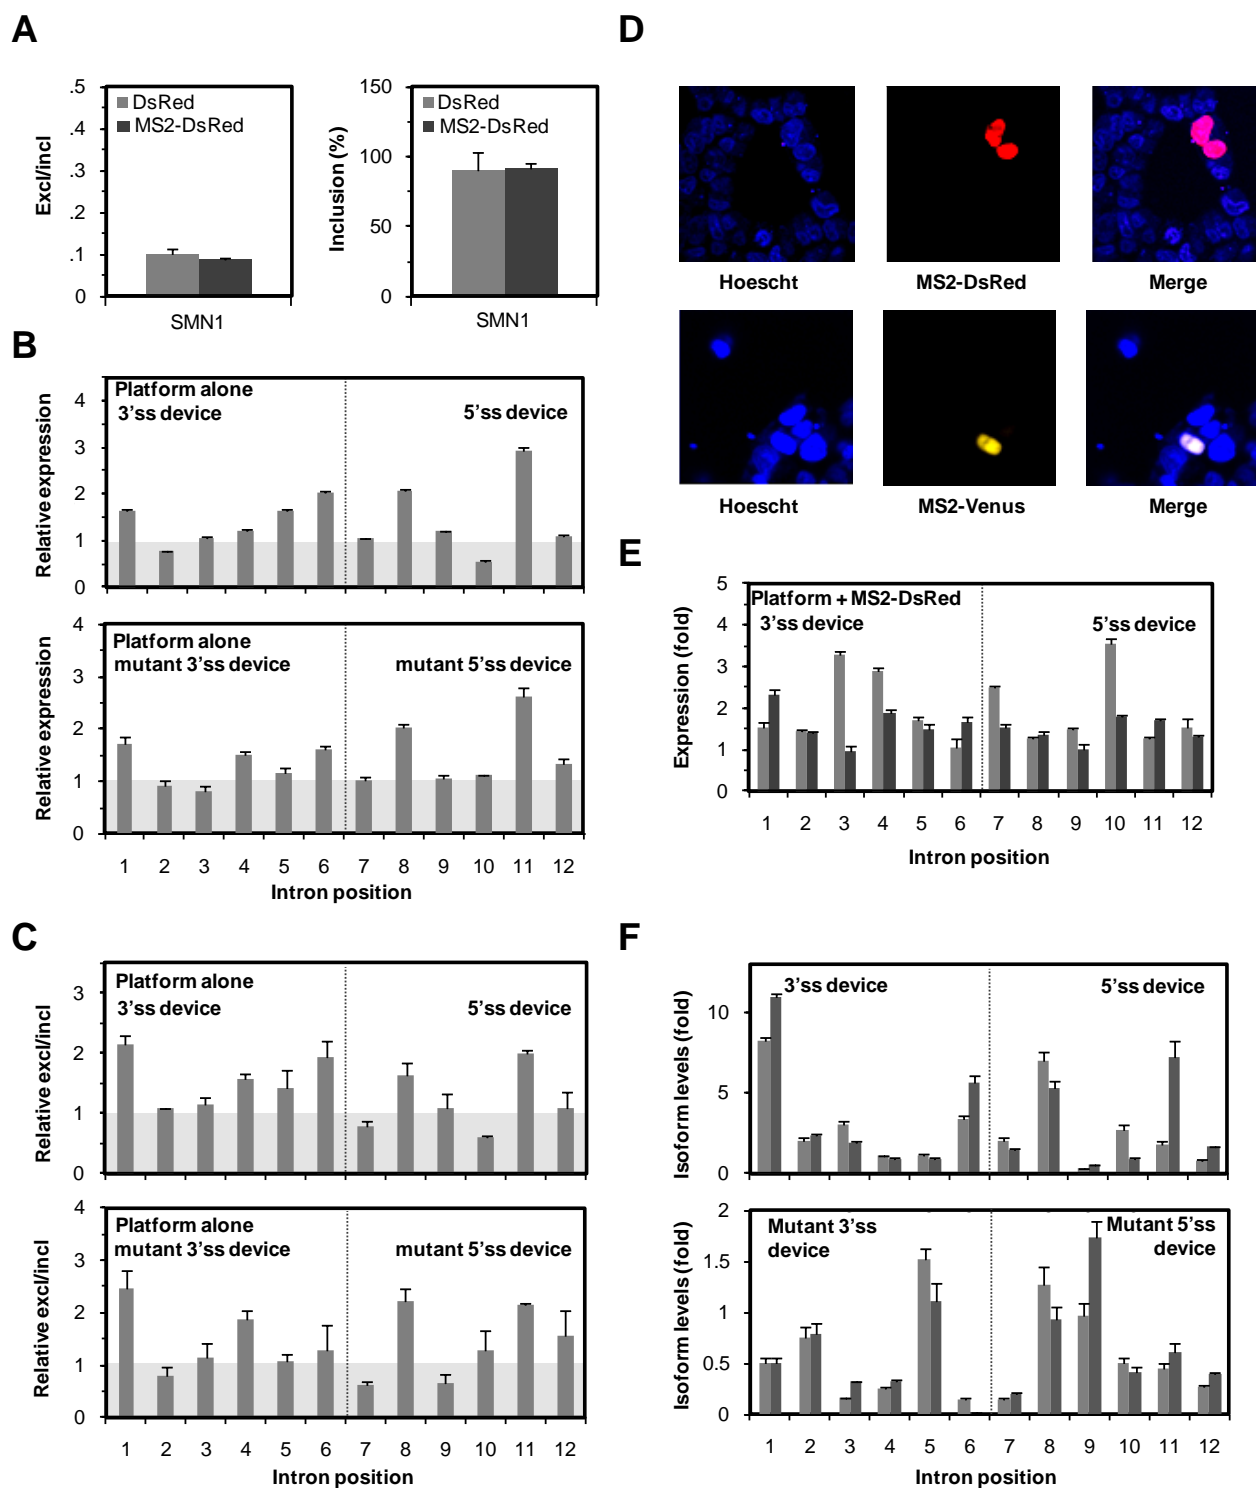 A
.5
.4
.3
.2
.1
0
Excl/incl
DsRed
MS2-DsRed
SMN1
150
100
50
0
Inclusion (%)
DsRed
MS2-DsRed
SMN1
B
Relative expression
4
3
2
1
0
Platform alone
3'ss device
5'ss device
Relative expression
4
3
2
1
0
Platform alone
mutant 3'ss device
mutant 5'ss device
1 2 3 4 5 6 7 8 9 10 11 12
Intron position
C
Relative excl/incl
3
2
1
0
Platform alone
3'ss device
5'ss device
Relative excl/incl
4
3
2
1
0
Platform alone
mutant 3'ss device
mutant 5'ss device
1 2 3 4 5 6 7 8 9 10 11 12
Intron position
D
Hoescht
MS2-DsRed
Merge
Hoescht
MS2-Venus
Merge
E
Expression (fold)
5
4
3
2
1
0
Platform + MS2-DsRed
3'ss device
5'ss device
1 2 3 4 5 6 7 8 9 10 11 12
Intron position
F
Isoform levels (fold)
10
5
0
3'ss device
5'ss device
Isoform levels (fold)
2
1.5
1
0.5
0
Mutant 3'ss
device
Mutant 5'ss
device
1 2 3 4 5 6 7 8 9 10 11 12
Intron position